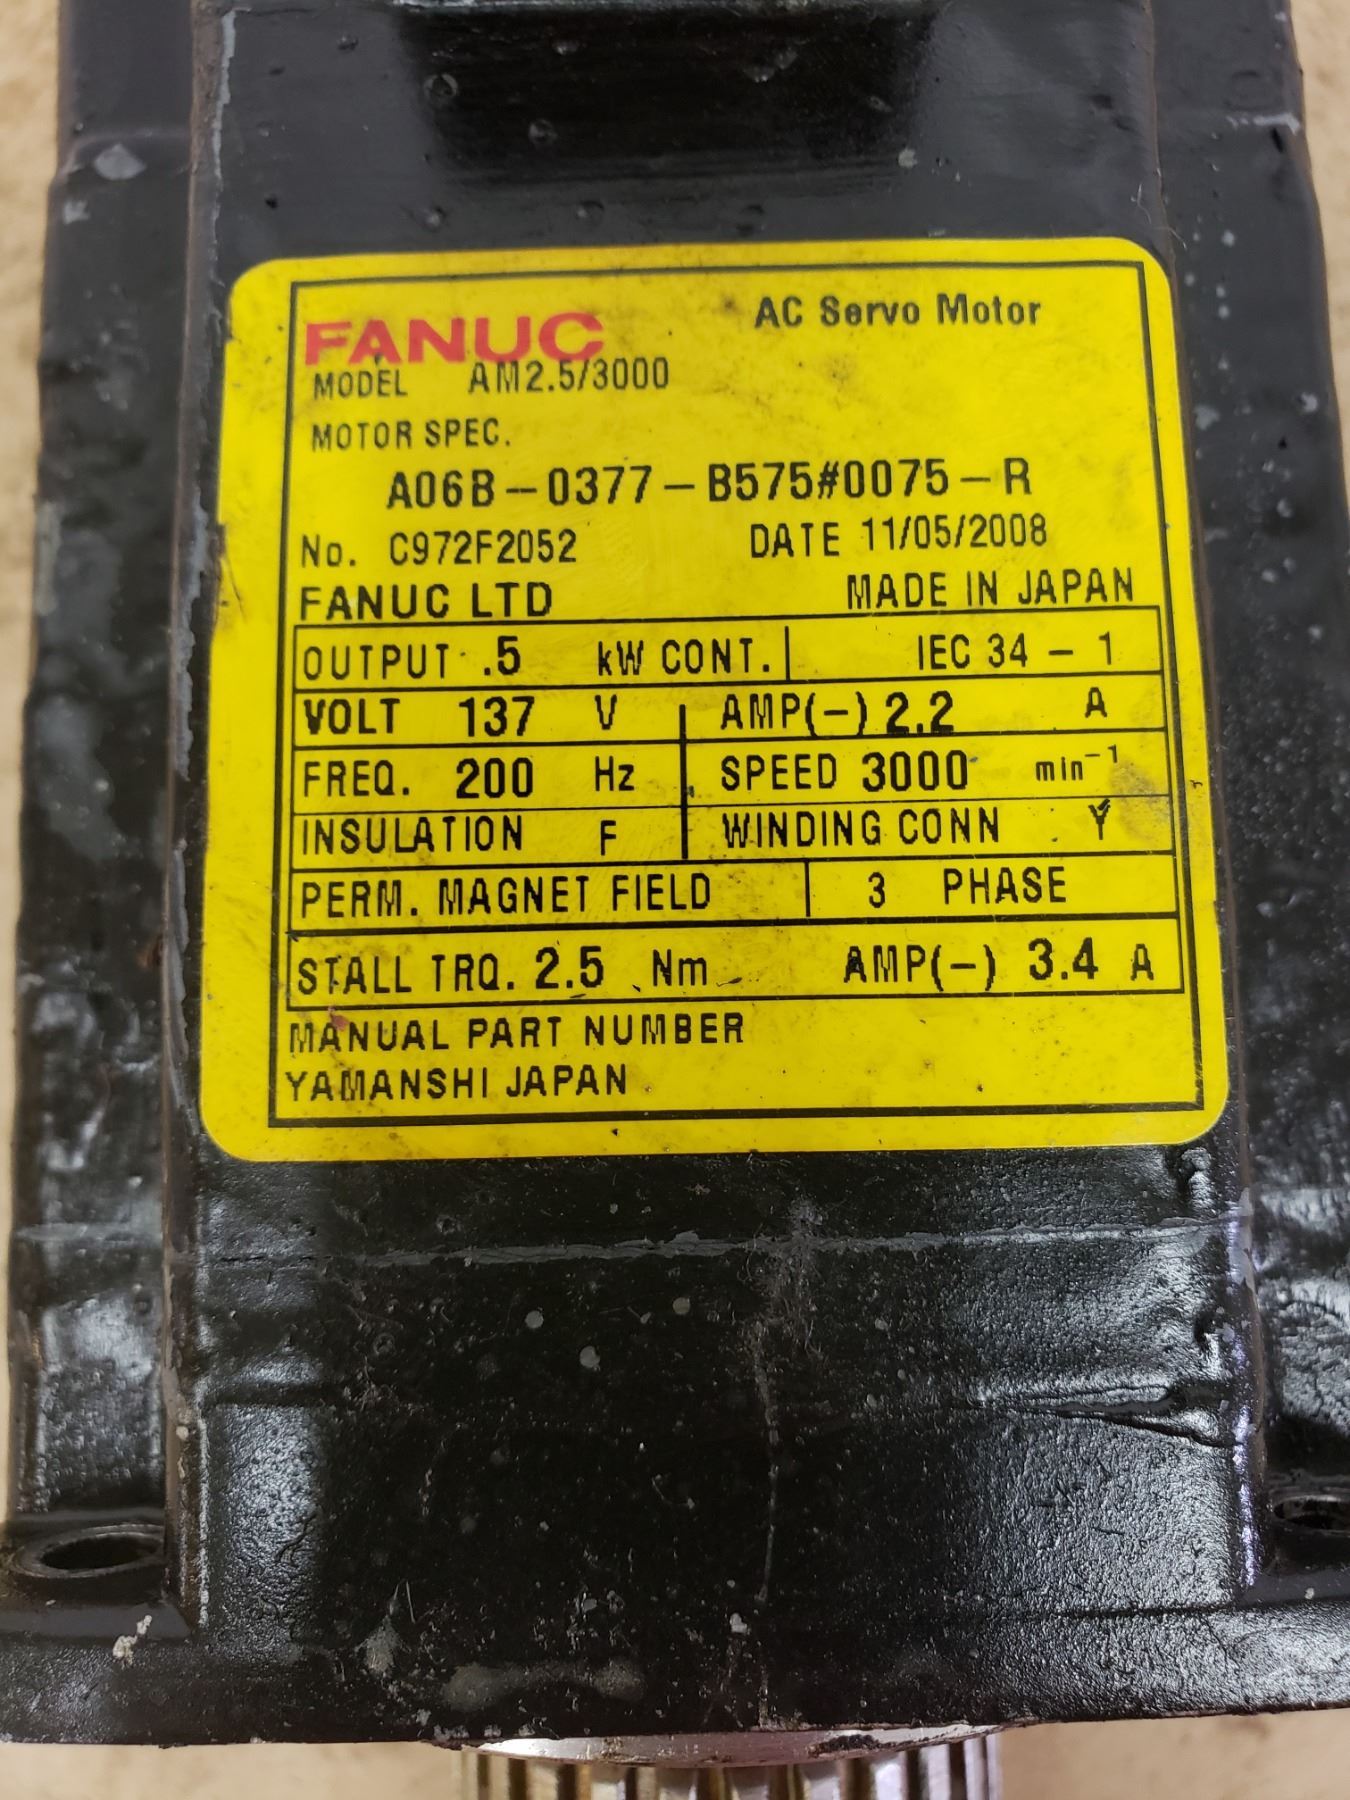 FANUC AC Servo Motor
MODEL AM2.5/3000
MOTOR SPEC.
A06B-0377-B575#0075-R
No. C972F2052 DATE 11/05/2008
FANUC LTD MADE IN JAPAN
OUTPUT .5 kW CONT. IEC 34-1
VOLT 137 V AMP(~) 2.2 A
FREQ. 200 Hz SPEED 3000 min⁻¹
INSULATION F WINDING CONN Y
PERM. MAGNET FIELD 3 PHASE
STALL TRQ. 2.5 Nm AMP(~) 3.4 A
MANUAL PART NUMBER
YAMANSHI JAPAN